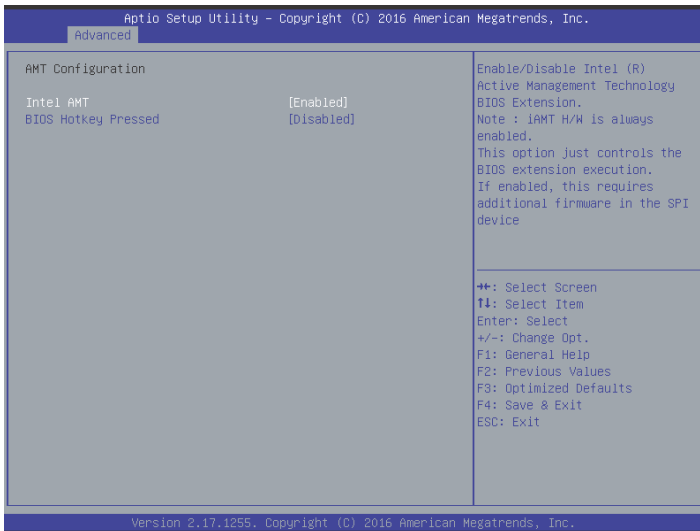 Aptio Setup Utility – Copyright (C) 2016 American Megatrends, Inc.
Advanced
AMT Configuration
Intel AMT [Enabled]
BIOS Hotkey Pressed [Disabled]
Enable/Disable Intel (R)
Active Management Technology
BIOS Extension.
Note : iAMT H/W is always
enabled.
This option just controls the
BIOS extension execution.
If enabled, this requires
additional firmware in the SPI
device
→←: Select Screen
↑↓: Select Item
Enter: Select
+/-: Change Opt.
F1: General Help
F2: Previous Values
F3: Optimized Defaults
F4: Save & Exit
ESC: Exit
Version 2.17.1255. Copyright (C) 2016 American Megatrends, Inc.